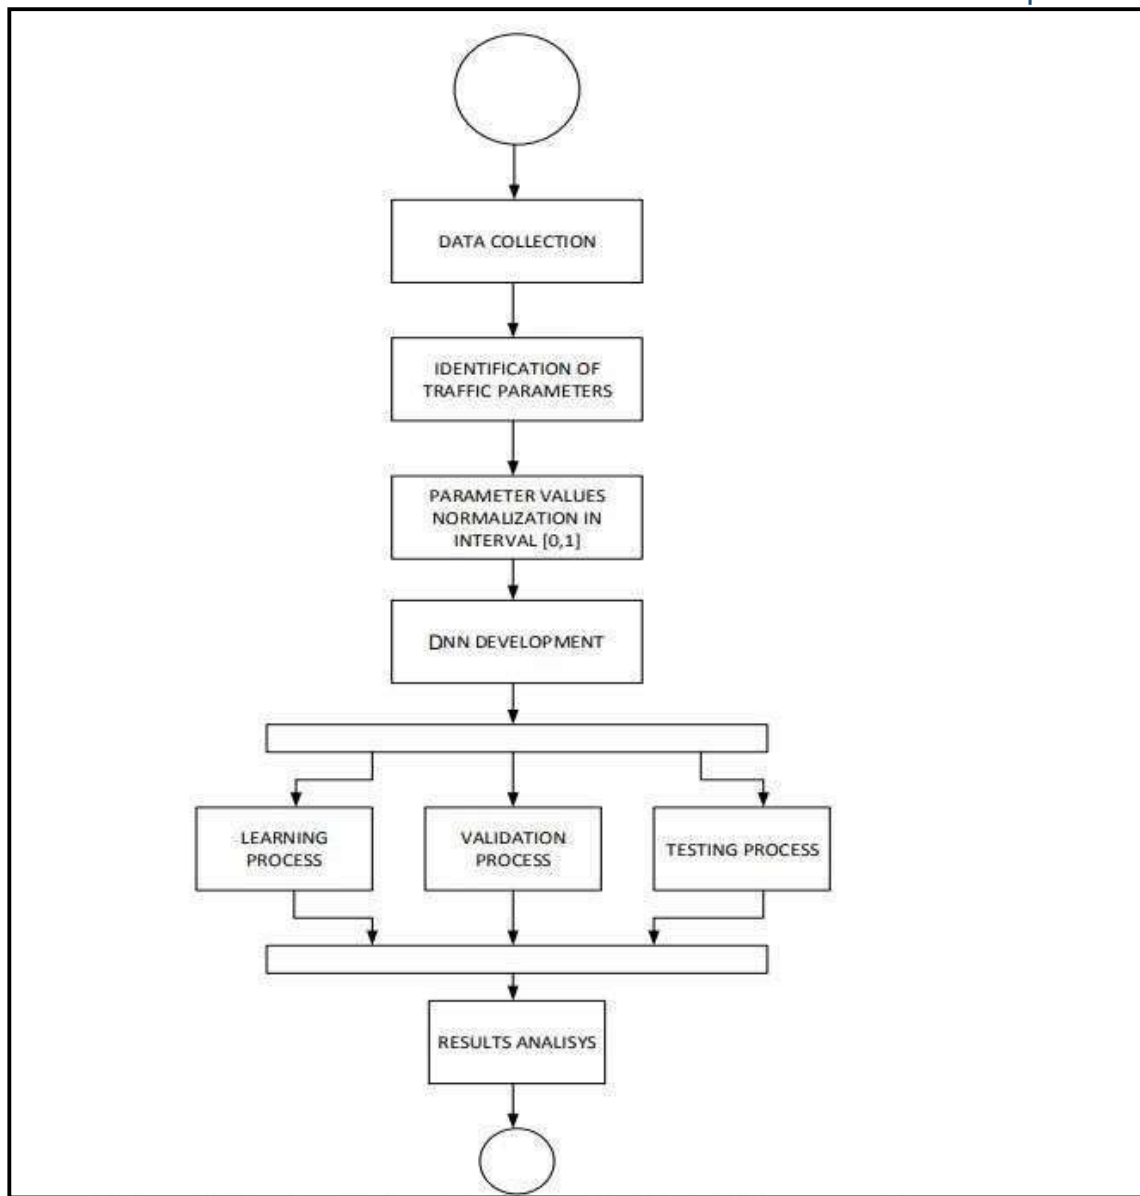 DATA COLLECTION
IDENTIFICATION OF
TRAFFIC PARAMETERS
PARAMETER VALUES
NORMALIZATION IN
INTERVAL [0,1]
DNN DEVELOPMENT
LEARNING
PROCESS
VALIDATION
PROCESS
TESTING PROCESS
RESULTS ANALISYS